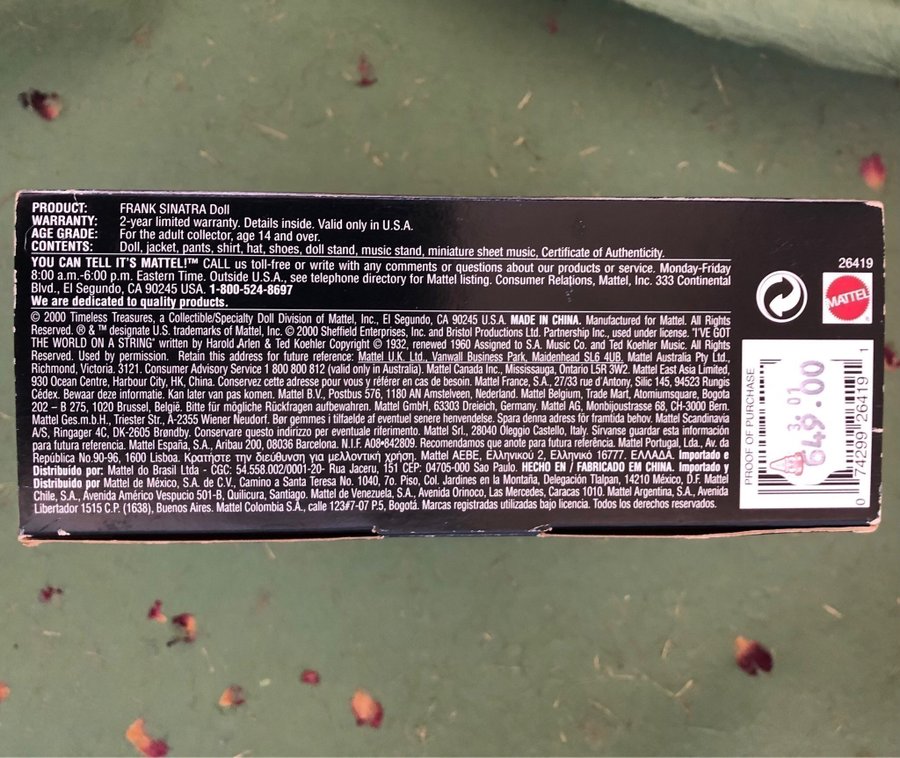 PRODUCT: FRANK SINATRA Doll
WARRANTY: 2-year limited warranty. Details inside. Valid only in U.S.A.
AGE GRADE: For the adult collector, age 14 and over.
CONTENTS: Doll, jacket, pants, shirt, hat, shoes, doll stand, music stand, miniature sheet music, Certificate of Authenticity.
YOU CAN TELL IT'S MATTEL!™ CALL us toll-free or write with any comments or questions about our products or service. Monday-Friday
8:00 a.m.-6:00 p.m. Eastern Time. Outside U.S.A., see telephone directory for Mattel listing. Consumer Relations, Mattel, Inc. 333 Continental
Blvd., El Segundo, CA 90245 USA. 1-800-524-8697
We are dedicated to quality products.
© 2000 Timeless Treasures, a Collectible/Specialty Doll Division of Mattel, Inc., El Segundo, CA 90245 U.S.A. MADE IN CHINA. Manufactured for Mattel. All Rights
Reserved. ® & ™ designate U.S. trademarks of Mattel, Inc. © 2000 Sheffield Enterprises, Inc. and Bristol Productions Ltd. Partnership Inc., used under license. "I'VE GOT
THE WORLD ON A STRING" written by Harold Arlen & Ted Koehler Copyright © 1932, renewed 1960 Assigned to S.A. Music Co. and Ted Koehler Music. All Rights
Reserved. Used by permission. Retain this address for future reference: Mattel U.K. Ltd., Vanwall Business Park, Maidenhead SL6 4UB. Mattel Australia Pty Ltd.,
Richmond, Victoria. 3121. Consumer Advisory Service 1 800 800 812 (valid only in Australia). Mattel Canada Inc., Mississauga, Ontario L5R 3W2. Mattel East Asia Limited,
930 Ocean Centre, Harbour City, HK, China. Conservez cette adresse pour vous y référer en cas de besoin. Mattel France, S.A., 27/33 rue d'Antony, Silic 145, 94523 Rungis
Cédex. Bewaar deze informatie. Kan later van pas komen. Mattel B.V., Postbus 576, 1180 AN Amstelveen, Nederland. Mattel Belgium, Trade Mart, Atomiumsquare, Bogota
202 – B 275, 1020 Brussel, België. Bitte für mögliche Rückfragen aufbewahren. Mattel GmbH, 63303 Dreieich, Germany. Mattel AG, Monbijoustrasse 68, CH-3000 Bern.
Mattel Ges.m.b.H., Triester Str., A-2355 Wiener Neudorf. Bør gemmes i tilfælde af eventuel senere henvendelse. Spara denna adress för framtida behov. Mattel Scandinavia
A/S, Ringager 4C, DK-2605 Brøndby. Conservare questo indirizzo per eventuale riferimento. Mattel Srl., 28040 Oleggio Castello, Italy. Sírvanse guardar esta información
para futura referencia. Mattel España, S.A., Aribau 200, 08036 Barcelona. N.I.F. A08-842809. Recomendamos que anote para futura referência. Mattel Portugal, Lda., Av. da
República No.90-96, 1600 Lisboa. Κρατήστε την διεύθυνση για μελλοντική χρήση. Mattel AEBE, Ελληνικού 2, Ελληνικό 16777. ΕΛΛΑΔΑ. Importado e
Distribuído por: Mattel do Brasil Ltda - CGC: 54.558.002/0001-20- Rua Jaceru, 151 CEP: 04705-000 Sao Paulo. HECHO EN / FABRICADO EM CHINA. Importado y
Distribuido por Mattel de México, S.A. de C.V., Camino a Santa Teresa No. 1040, 7o. Piso, Col. Jardines en la Montaña, Delegación Tlalpan, 14210 México, D.F. Mattel
Chile, S.A., Avenida Américo Vespucio 501-B, Quilicura, Santiago. Mattel de Venezuela, S.A., Avenida Orinoco, Las Mercedes, Caracas 1010. Mattel Argentina, S.A., Avenida
Libertador 1515 C.P. (1638), Buenos Aires. Mattel Colombia S.A., calle 123#7-07 P.5, Bogotá. Marcas registradas utilizadas bajo licencia. Todos los derechos reservados.
26419
MATTEL
PROOF OF PURCHASE
3.01
649.00
0 74299 26419 1